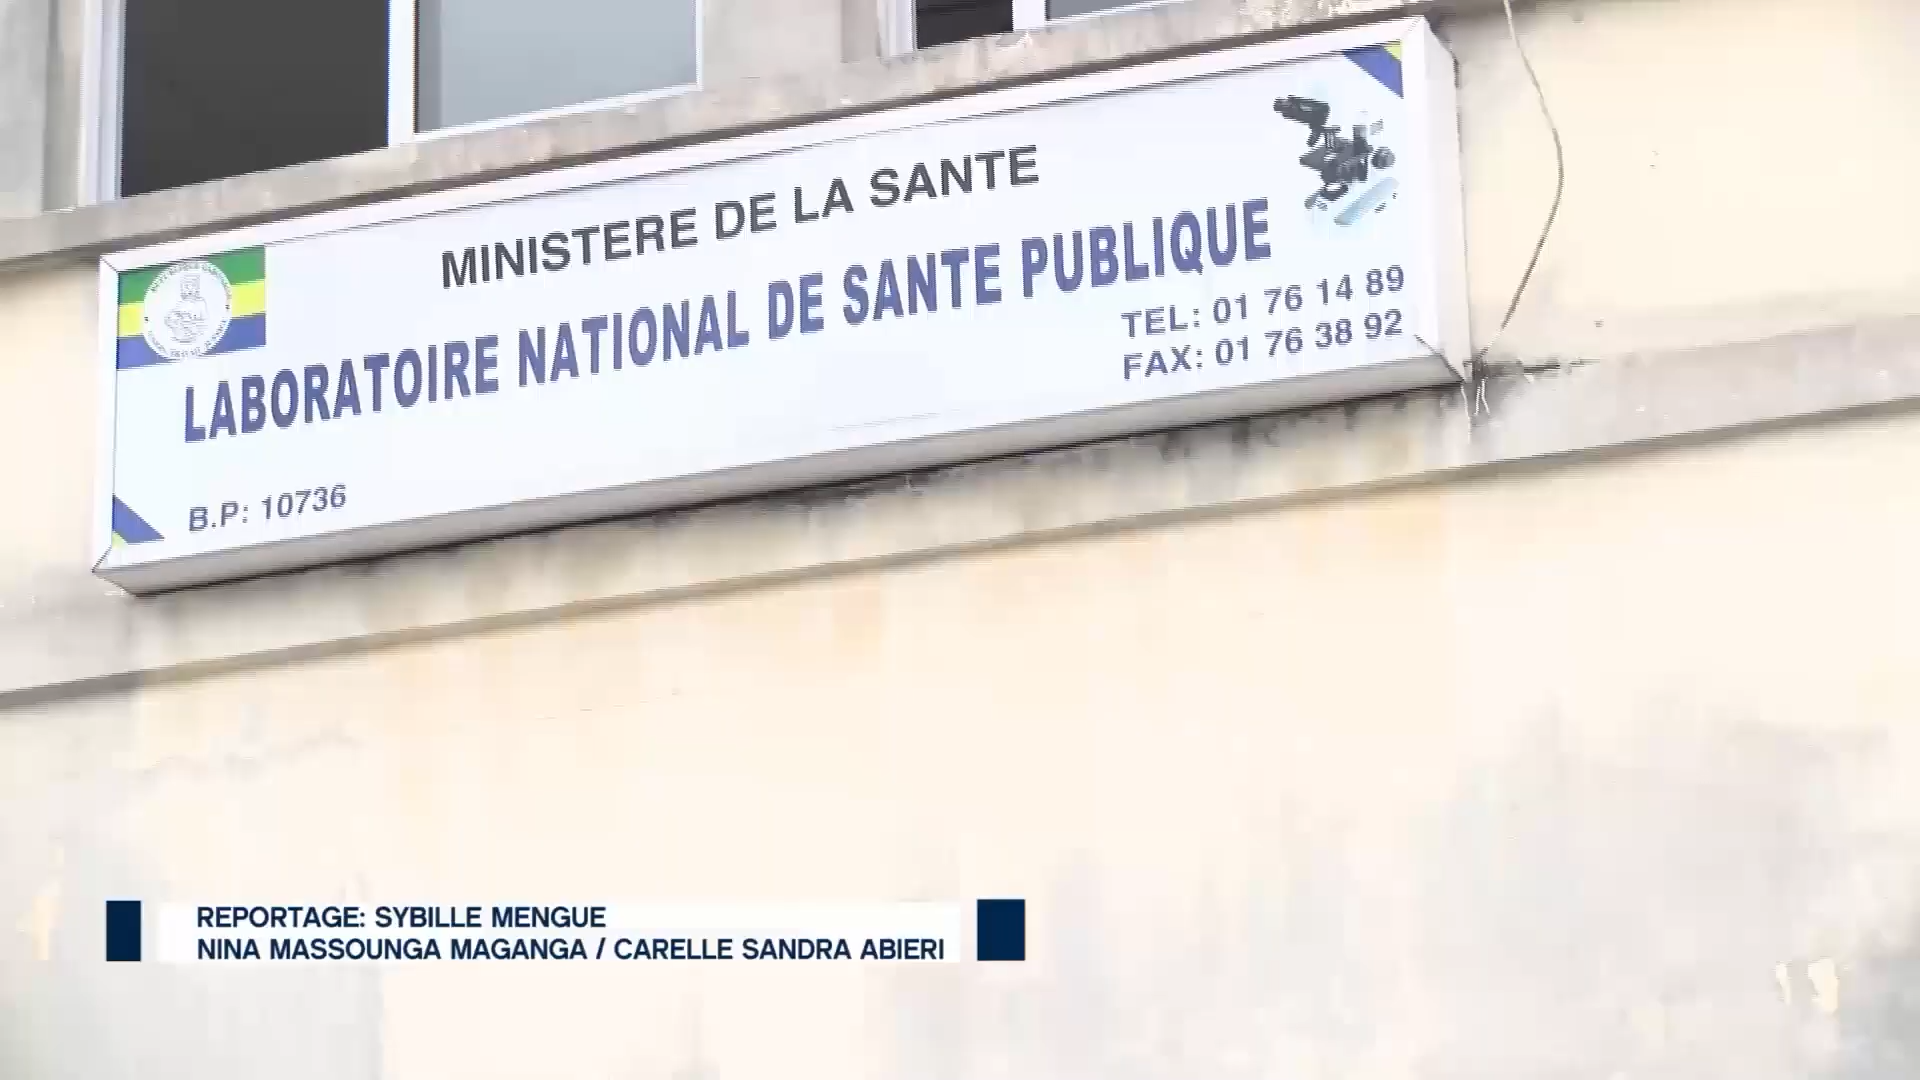 MINISTERE DE LA SANTE
LABORATOIRE NATIONAL DE SANTE PUBLIQUE
TEL: 01 76 14 89
FAX: 01 76 38 92
B.P: 10736
REPORTAGE: SYBILLE MENGUE
NINA MASSOUNGA MAGANGA / CARELLE SANDRA ABIERI